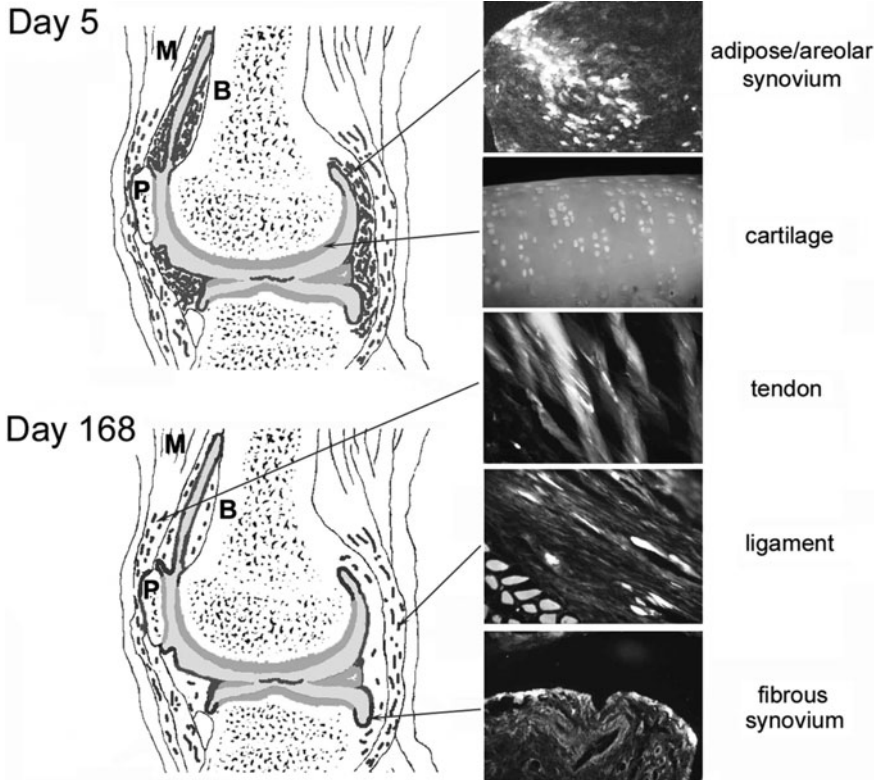 Day 5
M
B
P
adipose/areolar
synovium
cartilage
tendon
Day 168
M
B
P
ligament
fibrous
synovium